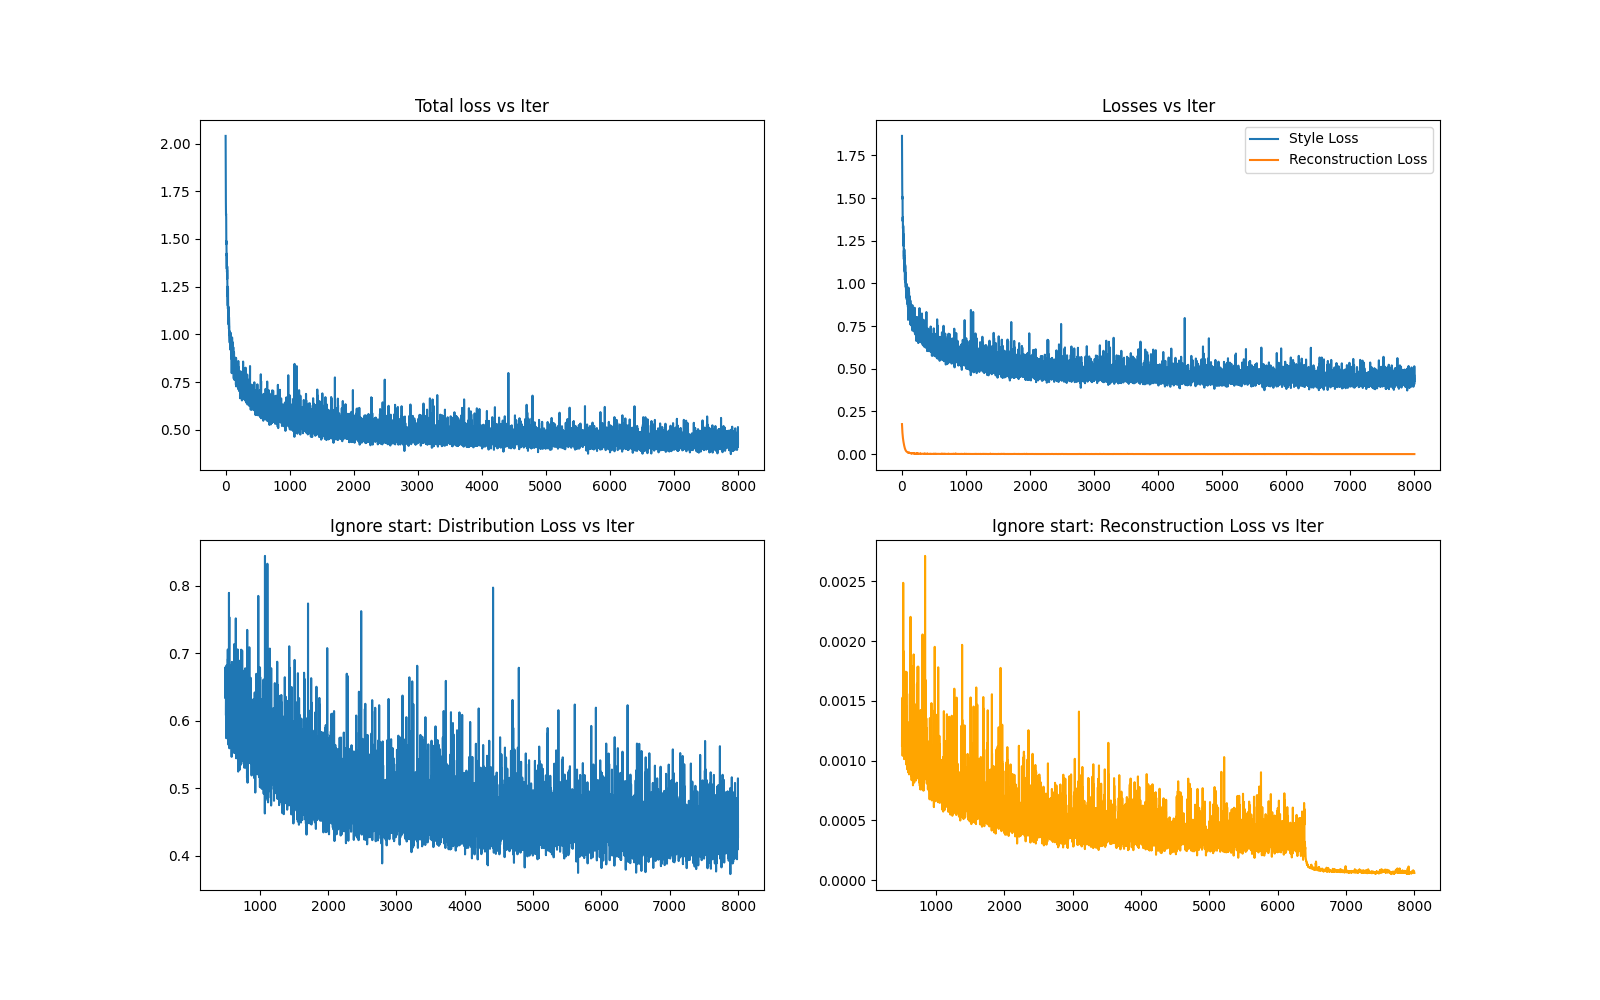 Total loss vs Iter
2.00
1.75
1.50
1.25
1.00
0.75
0.50
0 1000 2000 3000 4000 5000 6000 7000 8000
Losses vs Iter
Style Loss
Reconstruction Loss
1.75
1.50
1.25
1.00
0.75
0.50
0.25
0.00
0 1000 2000 3000 4000 5000 6000 7000 8000
Ignore start: Distribution Loss vs Iter
0.8
0.7
0.6
0.5
0.4
1000 2000 3000 4000 5000 6000 7000 8000
Ignore start: Reconstruction Loss vs Iter
0.0025
0.0020
0.0015
0.0010
0.0005
0.0000
1000 2000 3000 4000 5000 6000 7000 8000